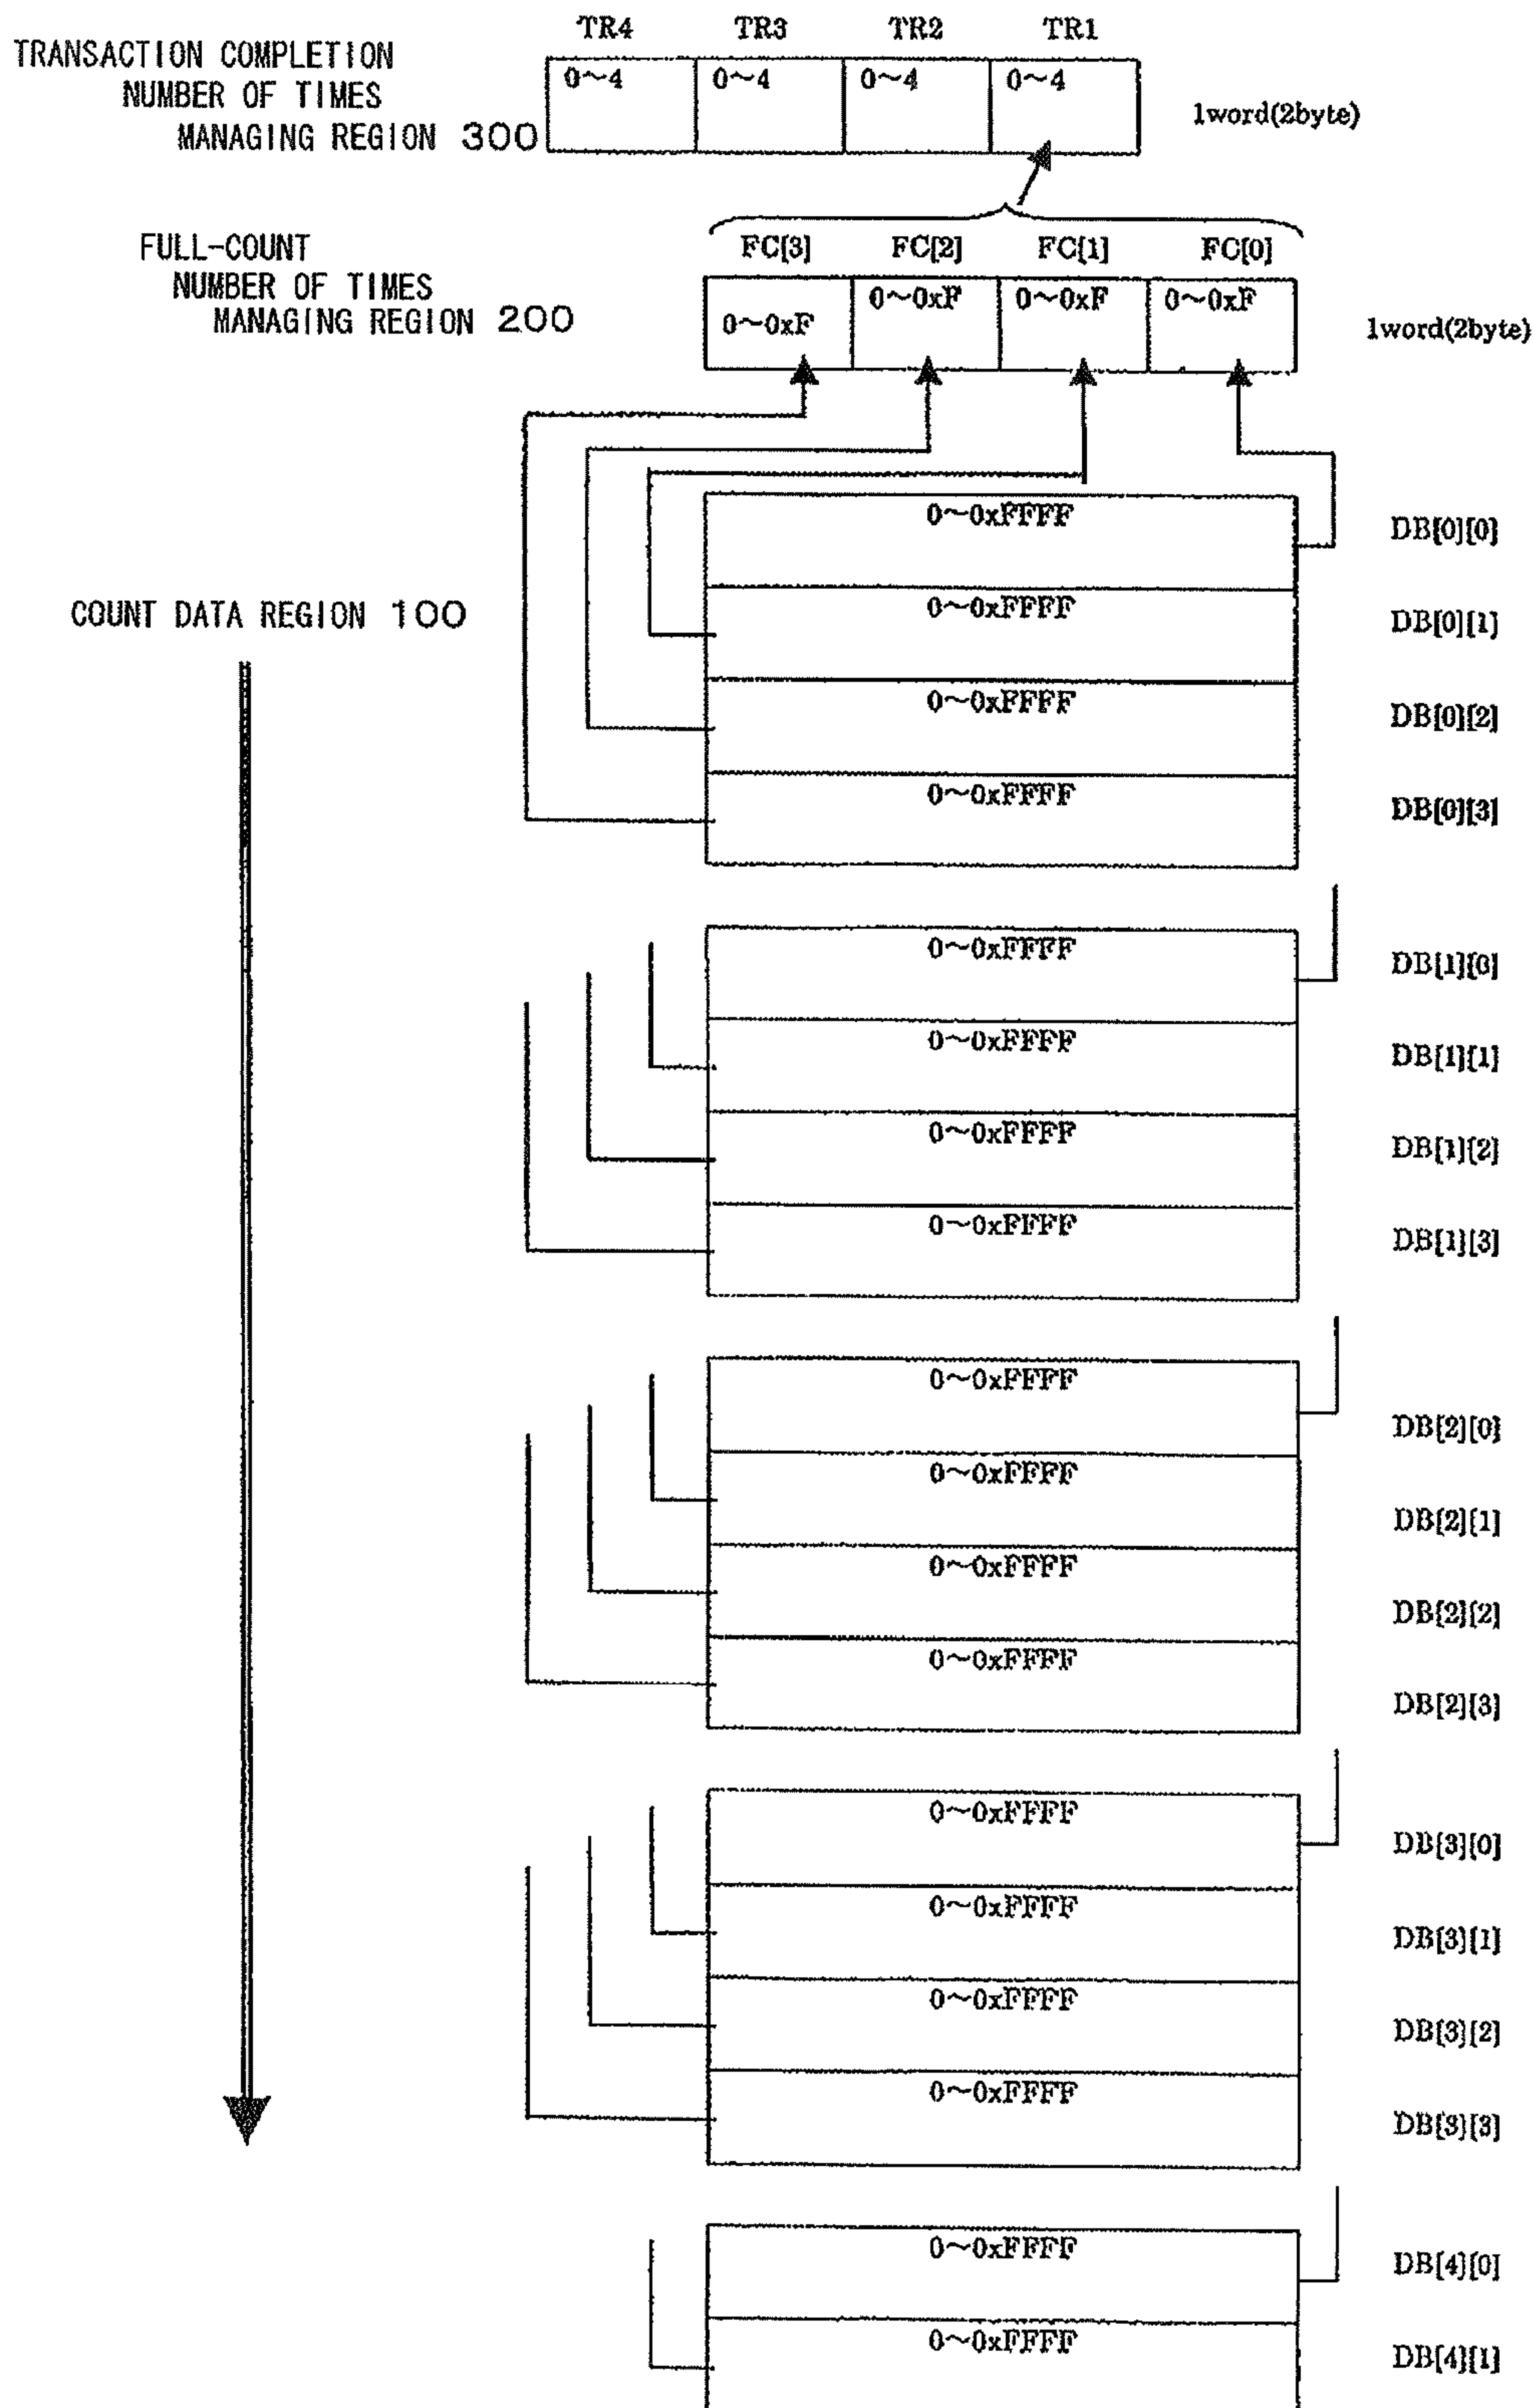 TR4 TR3 TR2 TR1
TRANSACTION COMPLETION
NUMBER OF TIMES
MANAGING REGION 300
0~4 0~4 0~4 0~4
1word(2byte)
FULL-COUNT
NUMBER OF TIMES
MANAGING REGION 200
FC[3] FC[2] FC[1] FC[0]
0~0xF 0~0xF 0~0xF 0~0xF
1word(2byte)
COUNT DATA REGION 100
0~0xFFFF DB[0][0]
0~0xFFFF DB[0][1]
0~0xFFFF DB[0][2]
0~0xFFFF DB[0][3]
0~0xFFFF DB[1][0]
0~0xFFFF DB[1][1]
0~0xFFFF DB[1][2]
0~0xFFFF DB[1][3]
0~0xFFFF DB[2][0]
0~0xFFFF DB[2][1]
0~0xFFFF DB[2][2]
0~0xFFFF DB[2][3]
0~0xFFFF DB[3][0]
0~0xFFFF DB[3][1]
0~0xFFFF DB[3][2]
0~0xFFFF DB[3][3]
0~0xFFFF DB[4][0]
0~0xFFFF DB[4][1]